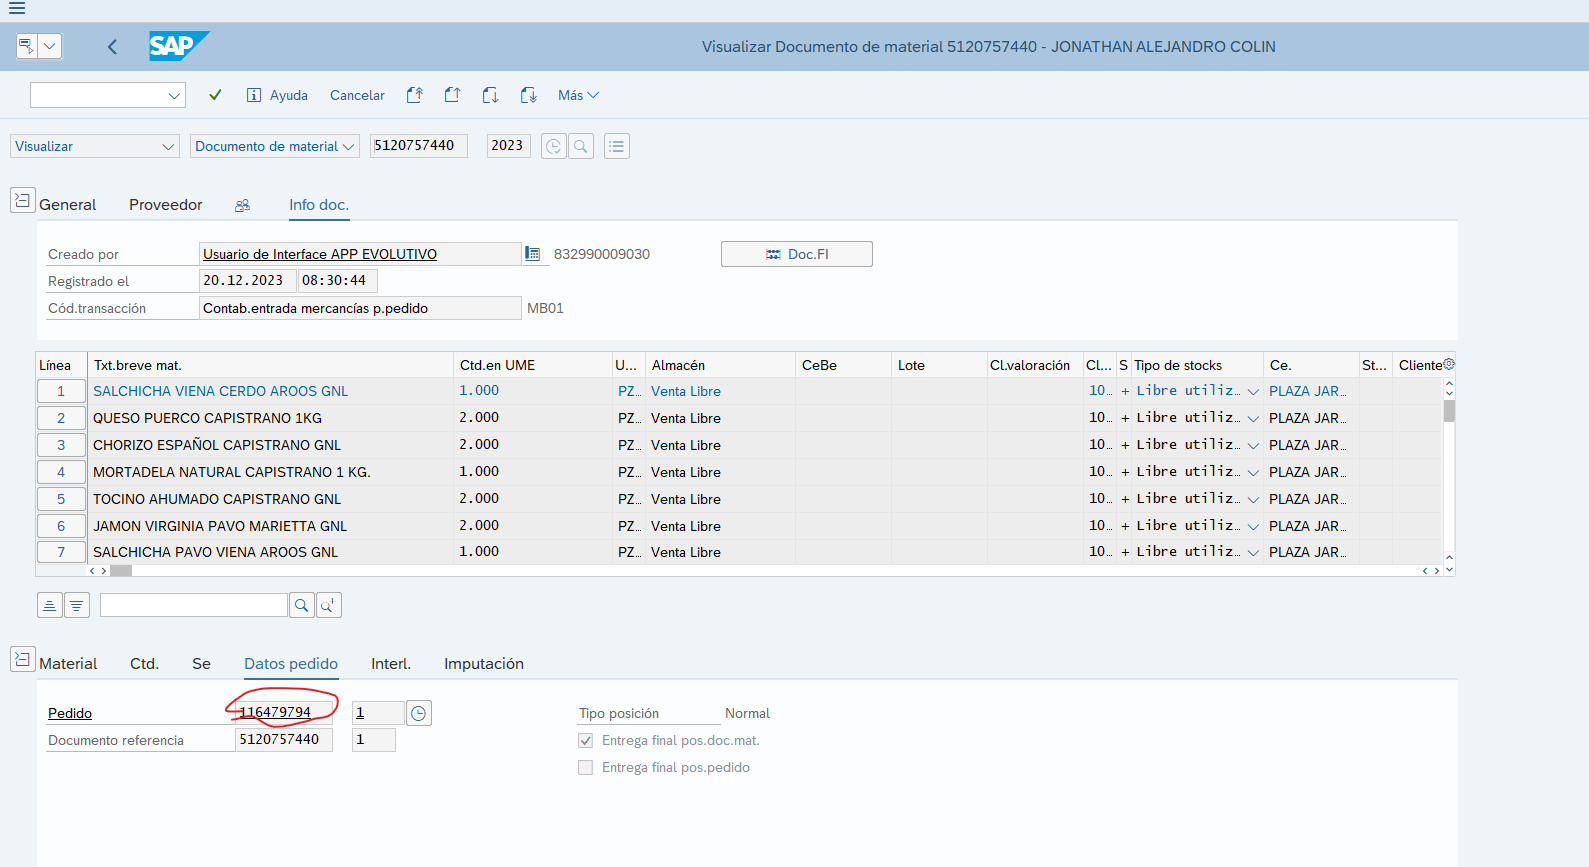 SAP
Visualizar Documento de material 5120757440 - JONATHAN ALEJANDRO COLIN
Ayuda Cancelar Más
Visualizar Documento de material 5120757440 2023
General Proveedor Info doc.
Creado por Usuario de Interface APP EVOLUTIVO 832990009030 Doc.FI
Registrado el 20.12.2023 08:30:44
Cód.transacción Contab.entrada mercancías p.pedido MB01
Línea Txt.breve mat. Ctd.en UME U... Almacén CeBe Lote Cl.valoración Cl... S Tipo de stocks Ce. St... Cliente
1 SALCHICHA VIENA CERDO AROOS GNL 1.000 PZ... Venta Libre 10... + Libre utiliz... PLAZA JAR...
2 QUESO PUERCO CAPISTRANO 1KG 2.000 PZ... Venta Libre 10... + Libre utiliz... PLAZA JAR...
3 CHORIZO ESPAÑOL CAPISTRANO GNL 2.000 PZ... Venta Libre 10... + Libre utiliz... PLAZA JAR...
4 MORTADELA NATURAL CAPISTRANO 1 KG. 1.000 PZ... Venta Libre 10... + Libre utiliz... PLAZA JAR...
5 TOCINO AHUMADO CAPISTRANO GNL 2.000 PZ... Venta Libre 10... + Libre utiliz... PLAZA JAR...
6 JAMON VIRGINIA PAVO MARIETTA GNL 2.000 PZ... Venta Libre 10... + Libre utiliz... PLAZA JAR...
7 SALCHICHA PAVO VIENA AROOS GNL 1.000 PZ... Venta Libre 10... + Libre utiliz... PLAZA JAR...
Material Ctd. Se Datos pedido Interl. Imputación
Pedido 116479794 1 Tipo posición Normal
Documento referencia 5120757440 1 Entrega final pos.doc.mat.
Entrega final pos.pedido